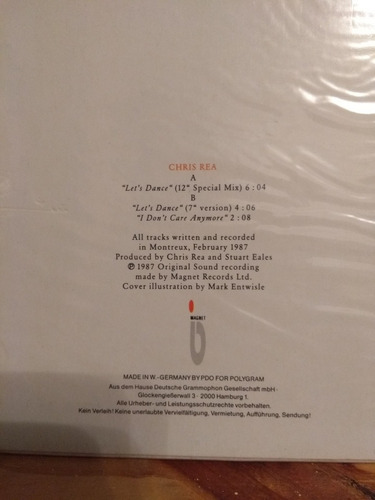 CHRIS REA
A
"Let's Dance" (12" Special Mix) 6 : 04
B
"Let's Dance" (7" version) 4 : 06
"I Don't Care Anymore" 2 : 08
All tracks written and recorded
in Montreux, February 1987
Produced by Chris Rea and Stuart Eales
℗ 1987 Original Sound recording
made by Magnet Records Ltd.
Cover illustration by Mark Entwisle
MAGNET
MADE IN W.-GERMANY BY PDO FOR POLYGRAM
Aus dem Hause Deutsche Grammophon Gesellschaft mbH ·
Glockengießerwall 3 · 2000 Hamburg 1.
Alle Urheber- und Leistungsschutzrechte vorbehalten.
Kein Verleih! Keine unerlaubte Vervielfältigung, Vermietung, Aufführung, Sendung!